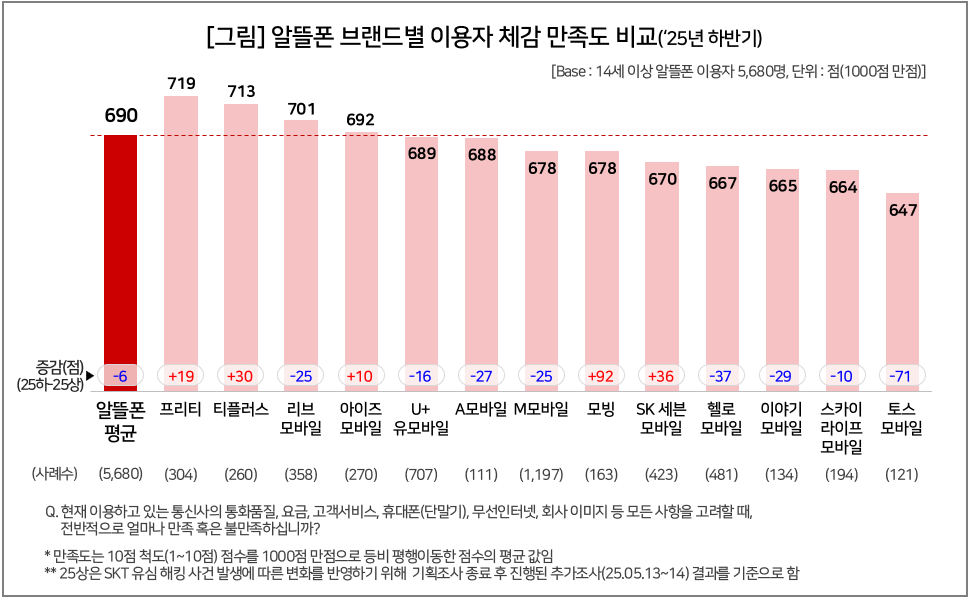 [그림] 알뜰폰 브랜드별 이용자 체감 만족도 비교(‘25년 하반기)
[Base : 14세 이상 알뜰폰 이용자 5,680명, 단위 : 점(1000점 만점)]
690 719 713 701 692 689 688 678 678 670 667 665 664 647
증감(점)
(25하-25상)
-6 +19 +30 -25 +10 -16 -27 -25 +92 +36 -37 -29 -10 -71
알뜰폰 프리티 티플러스 리브 아이즈 U+ A모바일 M모바일 모빙 SK 세븐 헬로 이야기 스카이 토스
평균 모바일 모바일 유모바일 모바일 모바일 모바일 라이프 모바일
모바일
(사례수) (5,680) (304) (260) (358) (270) (707) (111) (1,197) (163) (423) (481) (134) (194) (121)
Q. 현재 이용하고 있는 통신사의 통화품질, 요금, 고객서비스, 휴대폰(단말기), 무선인터넷, 회사 이미지 등 모든 사항을 고려할 때,
전반적으로 얼마나 만족 혹은 불만족하십니까?
* 만족도는 10점 척도(1~10점) 점수를 1000점 만점으로 등비 평행이동한 점수의 평균 값임
** 25상은 SKT 유심 해킹 사건 발생에 따른 변화를 반영하기 위해 기획조사 종료 후 진행된 추가조사(25.05.13~14) 결과를 기준으로 함